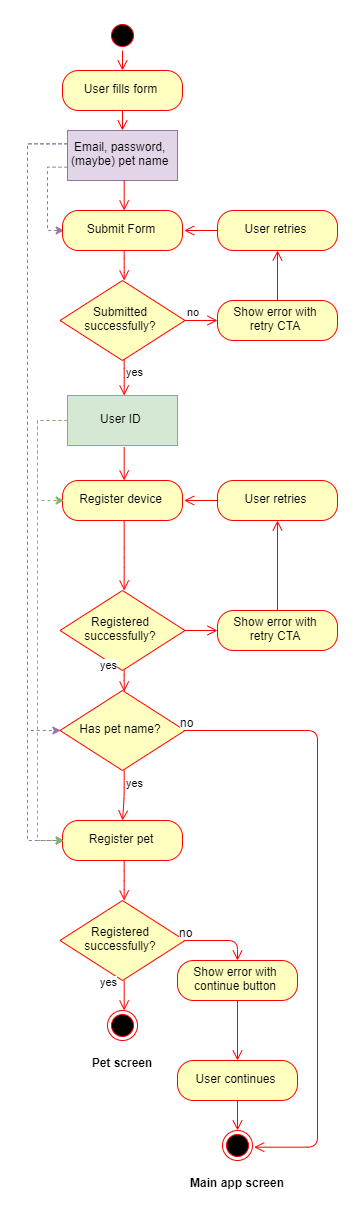 User fills form
Email, password,
(maybe) pet name
Submit Form
User retries
Submitted
successfully?
no
Show error with
retry CTA
yes
User ID
Register device
User retries
Registered
successfully?
Show error with
retry CTA
yes
Has pet name?
no
yes
Register pet
Registered
successfully?
no
yes
Show error with
continue button
Pet screen
User continues
Main app screen